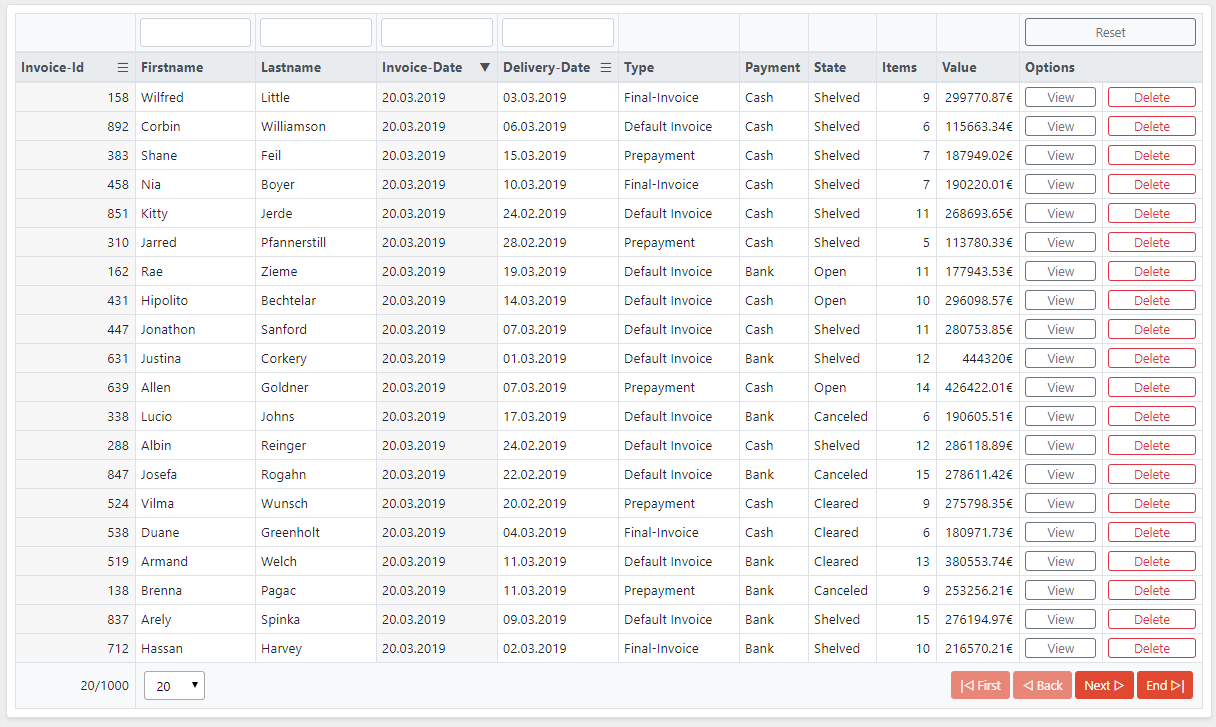 Reset
Invoice-Id ☰ Firstname Lastname Invoice-Date ▼ Delivery-Date ☰ Type Payment State Items Value Options
158 Wilfred Little 20.03.2019 03.03.2019 Final-Invoice Cash Shelved 9 299770.87€ View Delete
892 Corbin Williamson 20.03.2019 06.03.2019 Default Invoice Cash Shelved 6 115663.34€ View Delete
383 Shane Feil 20.03.2019 15.03.2019 Prepayment Cash Shelved 7 187949.02€ View Delete
458 Nia Boyer 20.03.2019 10.03.2019 Final-Invoice Cash Shelved 7 190220.01€ View Delete
851 Kitty Jerde 20.03.2019 24.02.2019 Default Invoice Cash Shelved 11 268693.65€ View Delete
310 Jarred Pfannerstill 20.03.2019 28.02.2019 Prepayment Cash Shelved 5 113780.33€ View Delete
162 Rae Zieme 20.03.2019 19.03.2019 Default Invoice Bank Open 11 177943.53€ View Delete
431 Hipolito Bechtelar 20.03.2019 14.03.2019 Default Invoice Cash Open 10 296098.57€ View Delete
447 Jonathon Sanford 20.03.2019 07.03.2019 Default Invoice Cash Shelved 11 280753.85€ View Delete
631 Justina Corkery 20.03.2019 01.03.2019 Default Invoice Bank Shelved 12 444320€ View Delete
639 Allen Goldner 20.03.2019 07.03.2019 Prepayment Cash Open 14 426422.01€ View Delete
338 Lucio Johns 20.03.2019 17.03.2019 Default Invoice Bank Canceled 6 190605.51€ View Delete
288 Albin Reinger 20.03.2019 24.02.2019 Default Invoice Cash Shelved 12 286118.89€ View Delete
847 Josefa Rogahn 20.03.2019 22.02.2019 Default Invoice Bank Canceled 15 278611.42€ View Delete
524 Vilma Wunsch 20.03.2019 20.02.2019 Prepayment Cash Cleared 9 275798.35€ View Delete
538 Duane Greenholt 20.03.2019 04.03.2019 Final-Invoice Cash Cleared 6 180971.73€ View Delete
519 Armand Welch 20.03.2019 11.03.2019 Default Invoice Bank Cleared 13 380553.74€ View Delete
138 Brenna Pagac 20.03.2019 11.03.2019 Prepayment Bank Canceled 9 253256.21€ View Delete
837 Arely Spinka 20.03.2019 09.03.2019 Default Invoice Bank Shelved 15 276194.97€ View Delete
712 Hassan Harvey 20.03.2019 02.03.2019 Final-Invoice Bank Shelved 10 216570.21€ View Delete
20/1000 20 ▼ |◁ First ◁ Back Next ▷ End ▷|